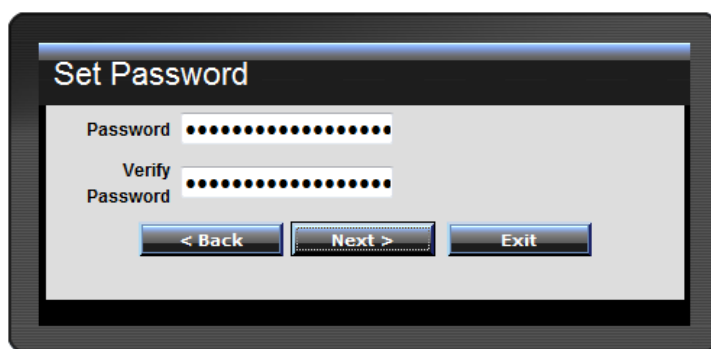 Set Password
Password ●●●●●●●●●●●●●●●●●●
Verify
Password ●●●●●●●●●●●●●●●●●●
< Back Next > Exit